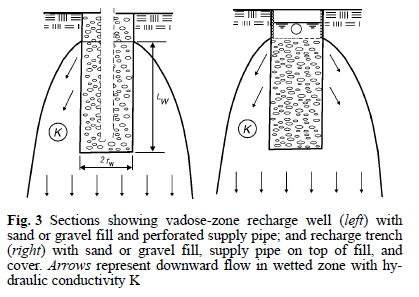 K
L_W
2 r_w
K
Fig. 3 Sections showing vadose-zone recharge well (left) with
sand or gravel fill and perforated supply pipe; and recharge trench
(right) with sand or gravel fill, supply pipe on top of fill, and
cover. Arrows represent downward flow in wetted zone with hy-
draulic conductivity K